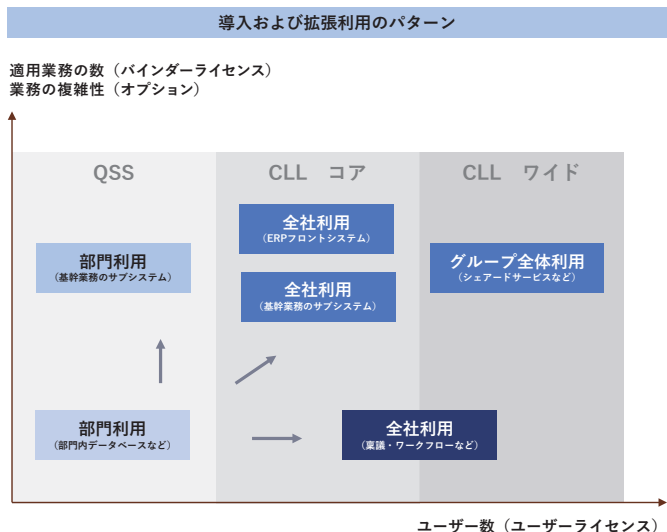 導入および拡張利用のパターン
適用業務の数（バインダーライセンス）
業務の複雑性（オプション）
QSS
CLL　コア
CLL　ワイド
全社利用
（ERPフロントシステム）
部門利用
（基幹業務のサブシステム）
グループ全体利用
（シェアードサービスなど）
全社利用
（基幹業務のサブシステム）
部門利用
（部門内データベースなど）
全社利用
（稟議・ワークフローなど）
ユーザー数（ユーザーライセンス）